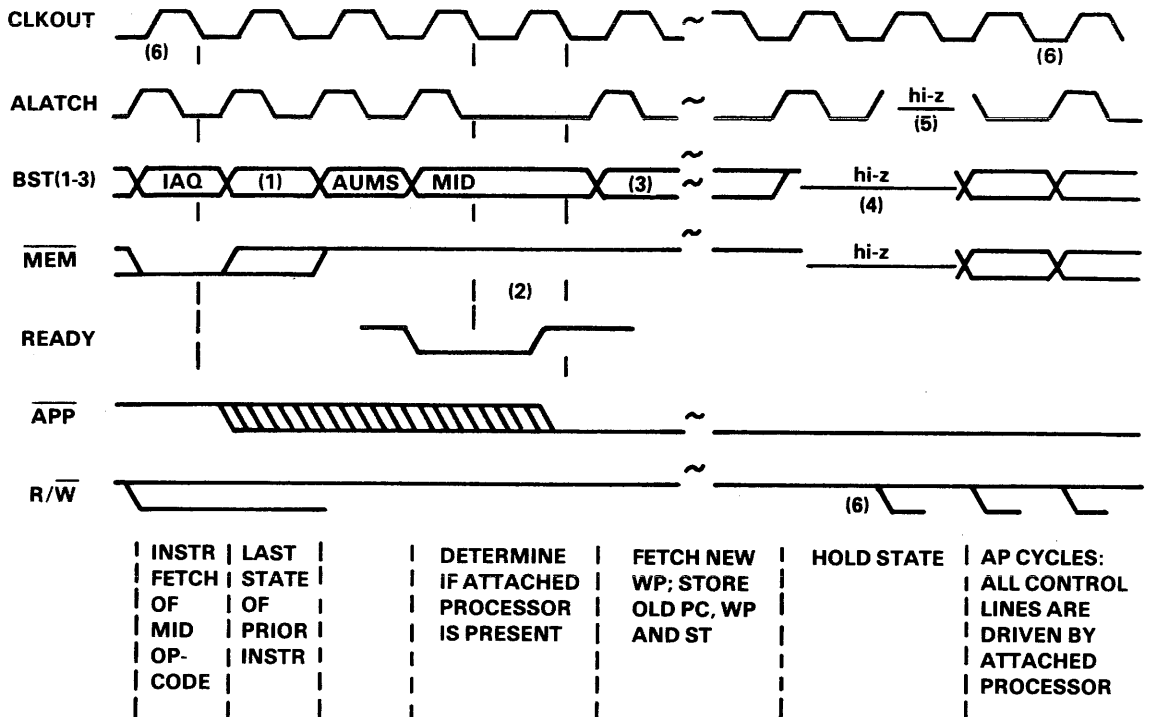 CLKOUT
(6)
(6)
ALATCH
hi-z
(5)
BST(1-3)
IAQ
(1)
AUMS
MID
(3)
hi-z
(4)
MEM
hi-z
(2)
READY
APP
R/W
(6)
INSTR
FETCH
OF
MID
OP-
CODE
LAST
STATE
OF
PRIOR
INSTR
DETERMINE
IF ATTACHED
PROCESSOR
IS PRESENT
FETCH NEW
WP; STORE
OLD PC, WP
AND ST
HOLD STATE
AP CYCLES:
ALL CONTROL
LINES ARE
DRIVEN BY
ATTACHED
PROCESSOR